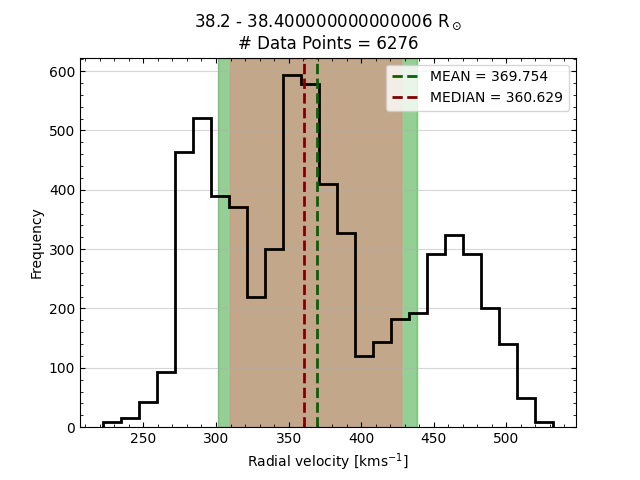 38.2 - 38.400000000000006 R⊙
# Data Points = 6276
MEAN = 369.754
MEDIAN = 360.629
Frequency
600
500
400
300
200
100
0
250 300 350 400 450 500
Radial velocity [kms⁻¹]